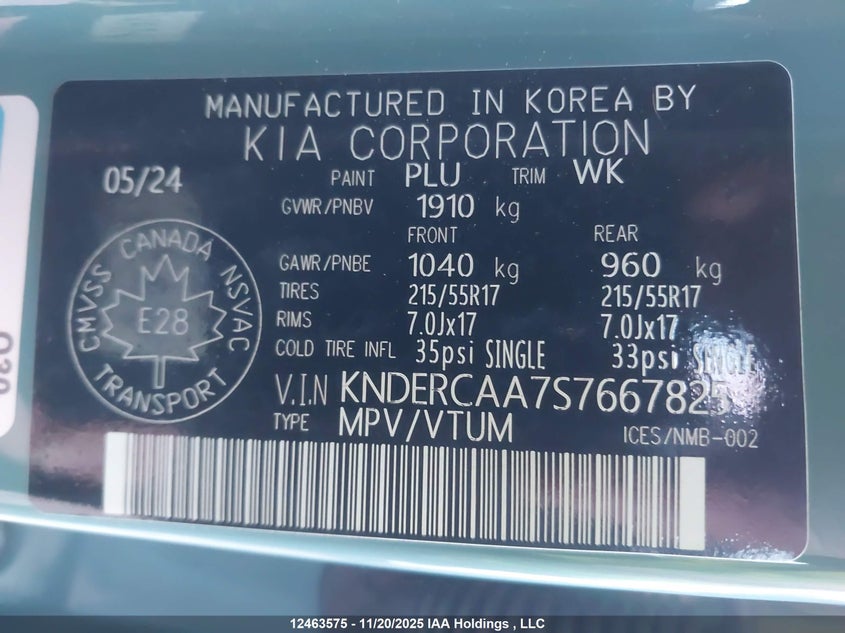 MANUFACTURED IN KOREA BY
KIA CORPORATION
05/24
PAINT PLU TRIM WK
GVWR/PNBV 1910 kg
FRONT REAR
GAWR/PNBE 1040 kg 960 kg
TIRES 215/55R17 215/55R17
RIMS 7.0Jx17 7.0Jx17
COLD TIRE INFL 35psi SINGLE 33psi SINGLE
V.I.N KNDERCAA7S7667825
TYPE MPV/VTUM
ICES/NMB-002
CANADA
CMVSS NSVAC
E28
TRANSPORT
12463575 - 11/20/2025 IAA Holdings , LLC